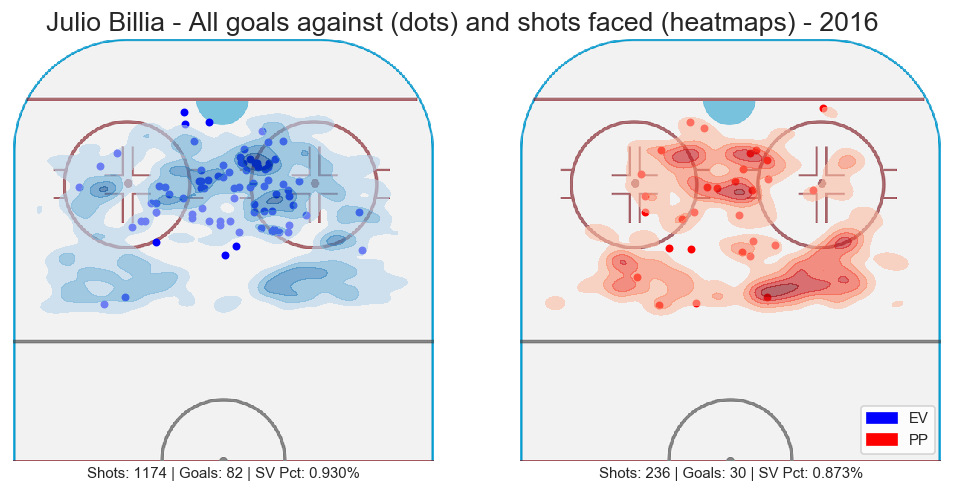 Julio Billia - All goals against (dots) and shots faced (heatmaps) - 2016
EV
PP
Shots: 1174 | Goals: 82 | SV Pct: 0.930%
Shots: 236 | Goals: 30 | SV Pct: 0.873%